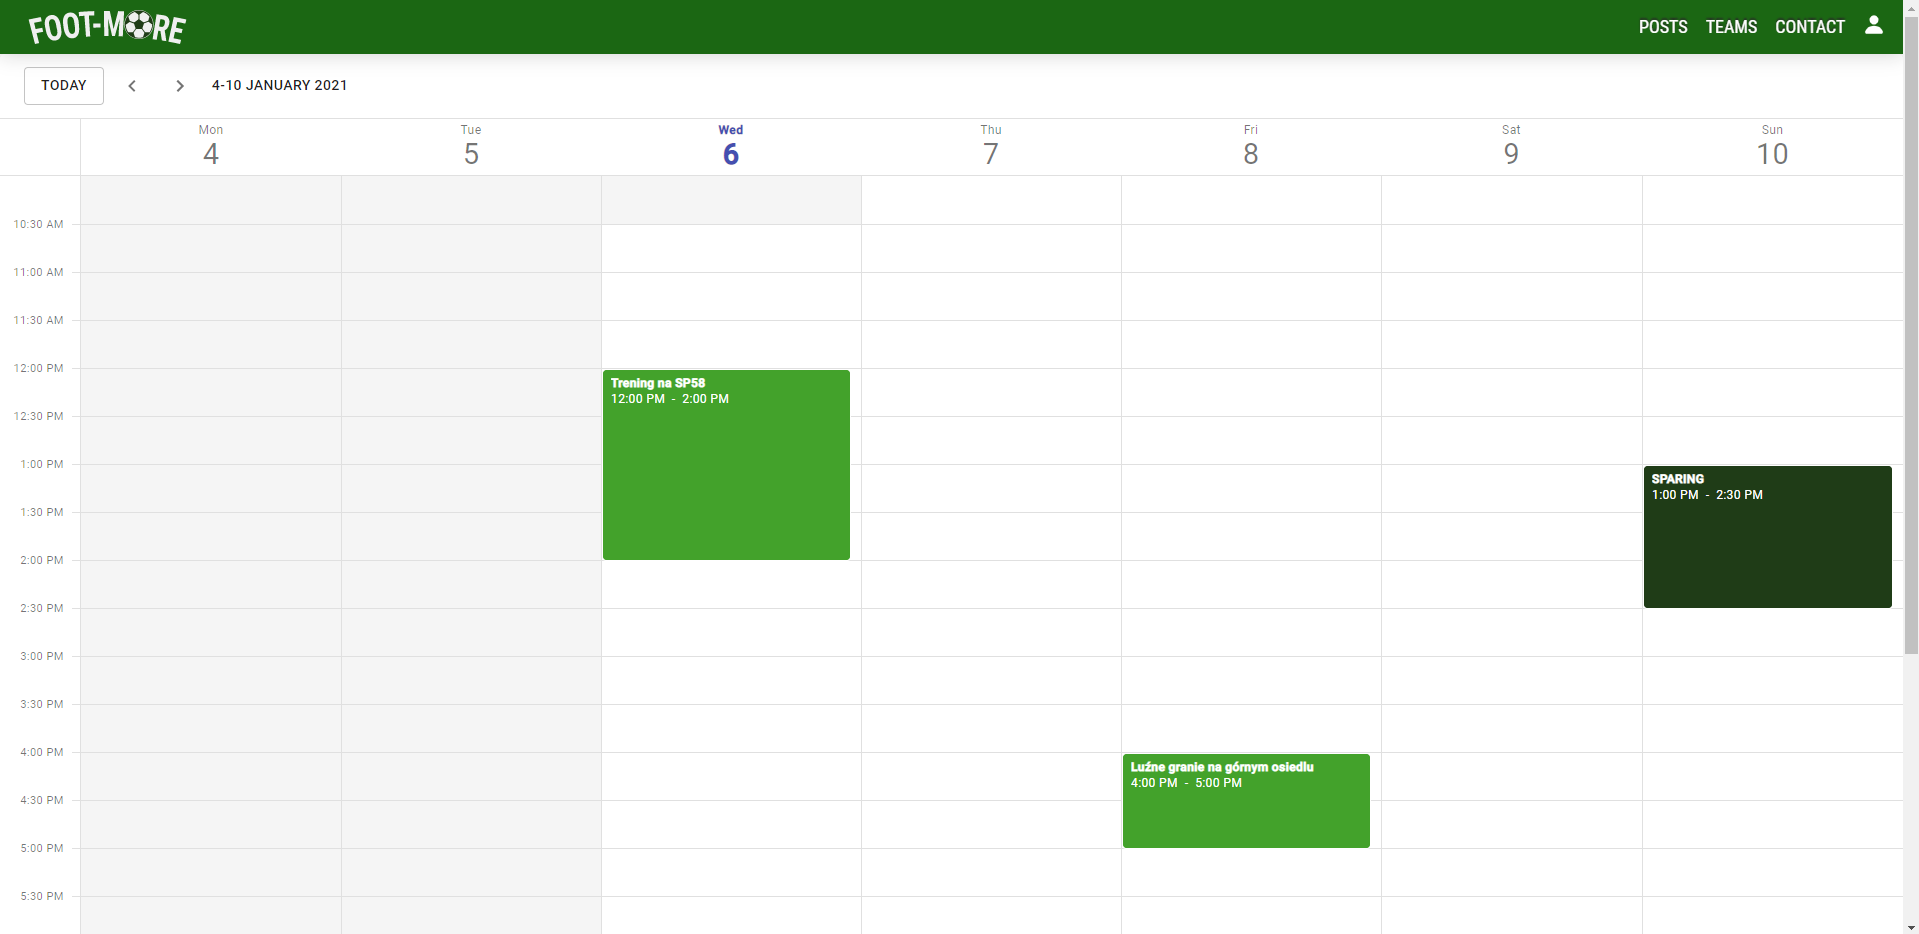 FOOT-MORE
POSTS TEAMS CONTACT
TODAY 4-10 JANUARY 2021
Mon Tue Wed Thu Fri Sat Sun
4 5 6 7 8 9 10
10:30 AM
11:00 AM
11:30 AM
12:00 PM
Trening na SP58
12:00 PM - 2:00 PM
12:30 PM
1:00 PM
SPARING
1:00 PM - 2:30 PM
1:30 PM
2:00 PM
2:30 PM
3:00 PM
3:30 PM
4:00 PM
Luźne granie na górnym osiedlu
4:00 PM - 5:00 PM
4:30 PM
5:00 PM
5:30 PM